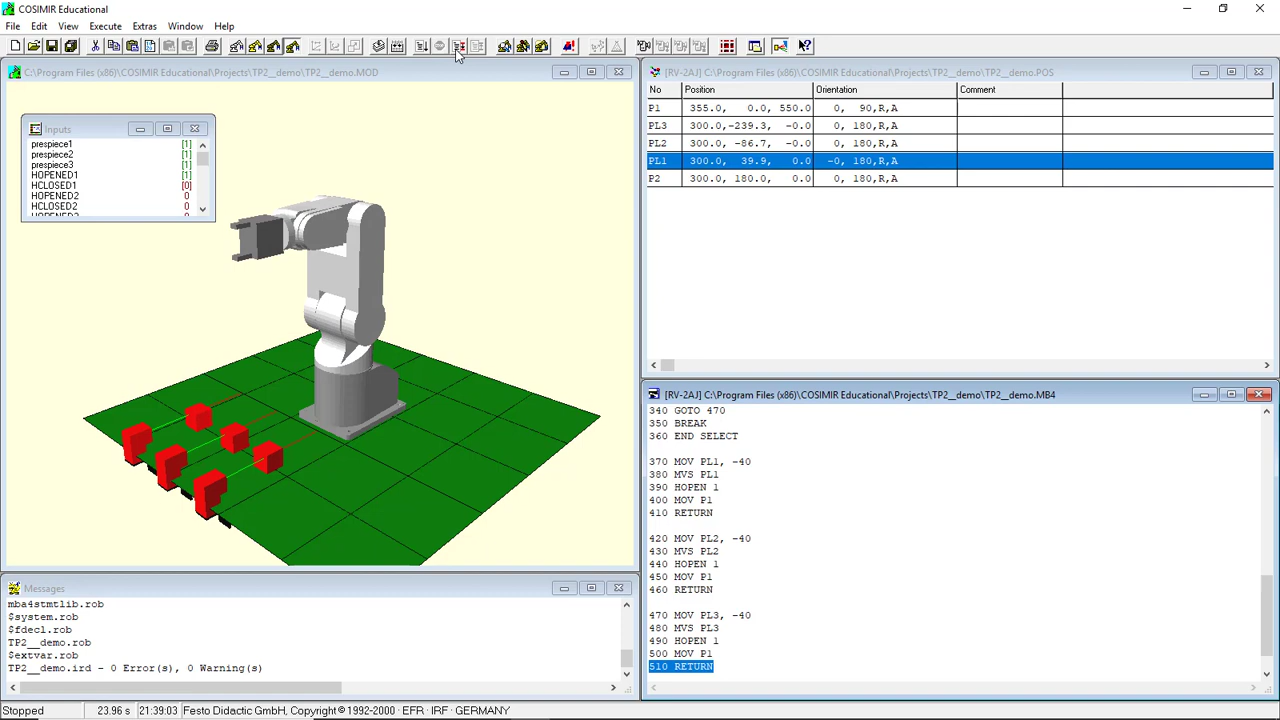 COSIMIR Educational
File Edit View Execute Extras Window Help
C:\Program Files (x86)\COSIMIR Educational\Projects\TP2__demo\TP2__demo.MOD
Inputs
prespiece1 [1]
prespiece2 [1]
prespiece3 [1]
HOPENED1 [1]
HCLOSED1 [0]
HOPENED2 0
HCLOSED2 0
HOPENED3 0
[RV-2AJ] C:\Program Files (x86)\COSIMIR Educational\Projects\TP2__demo\TP2__demo.POS
No Position Orientation Comment
P1 355.0, 0.0, 550.0 0, 90,R,A
PL3 300.0,-239.3, -0.0 0, 180,R,A
PL2 300.0, -86.7, -0.0 0, 180,R,A
PL1 300.0, 39.9, 0.0 -0, 180,R,A
P2 300.0, 180.0, 0.0 0, 180,R,A
[RV-2AJ] C:\Program Files (x86)\COSIMIR Educational\Projects\TP2__demo\TP2__demo.MB4
340 GOTO 470
350 BREAK
360 END SELECT
370 MOV PL1, -40
380 MVS PL1
390 HOPEN 1
400 MOV P1
410 RETURN
420 MOV PL2, -40
430 MVS PL2
440 HOPEN 1
450 MOV P1
460 RETURN
470 MOV PL3, -40
480 MVS PL3
490 HOPEN 1
500 MOV P1
510 RETURN
Messages
mba4stmtlib.rob
$system.rob
$fdecl.rob
TP2__demo.rob
$extvar.rob
TP2__demo.ird - 0 Error(s), 0 Warning(s)
Stopped 23.96 s 21:39:03 Festo Didactic GmbH, Copyright © 1992-2000 · EFR · IRF · GERMANY